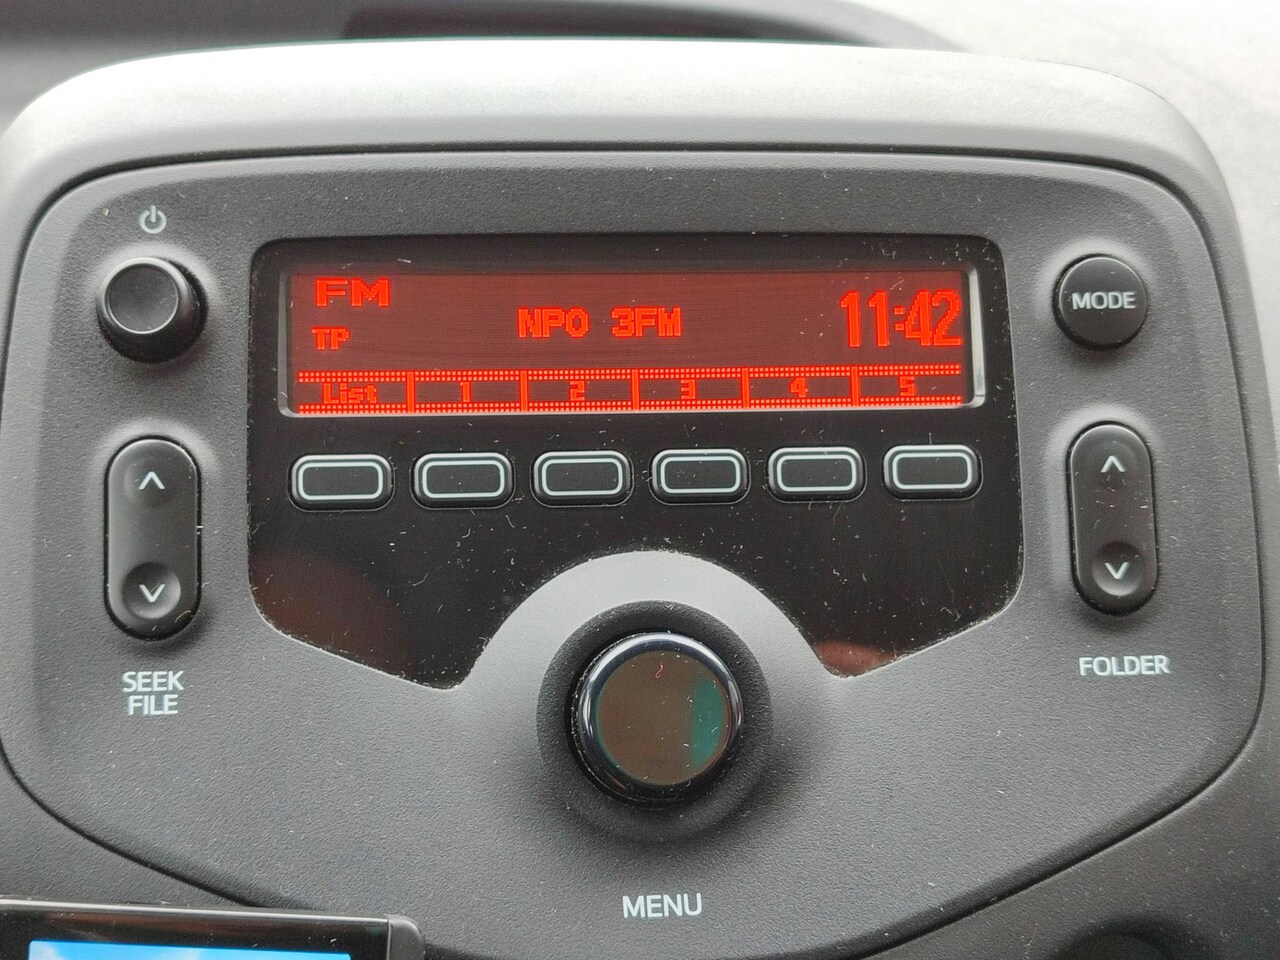 FM
TP
NPO 3FM
11:42
List 1 2 3 4 5
MODE
SEEK
FILE
FOLDER
MENU